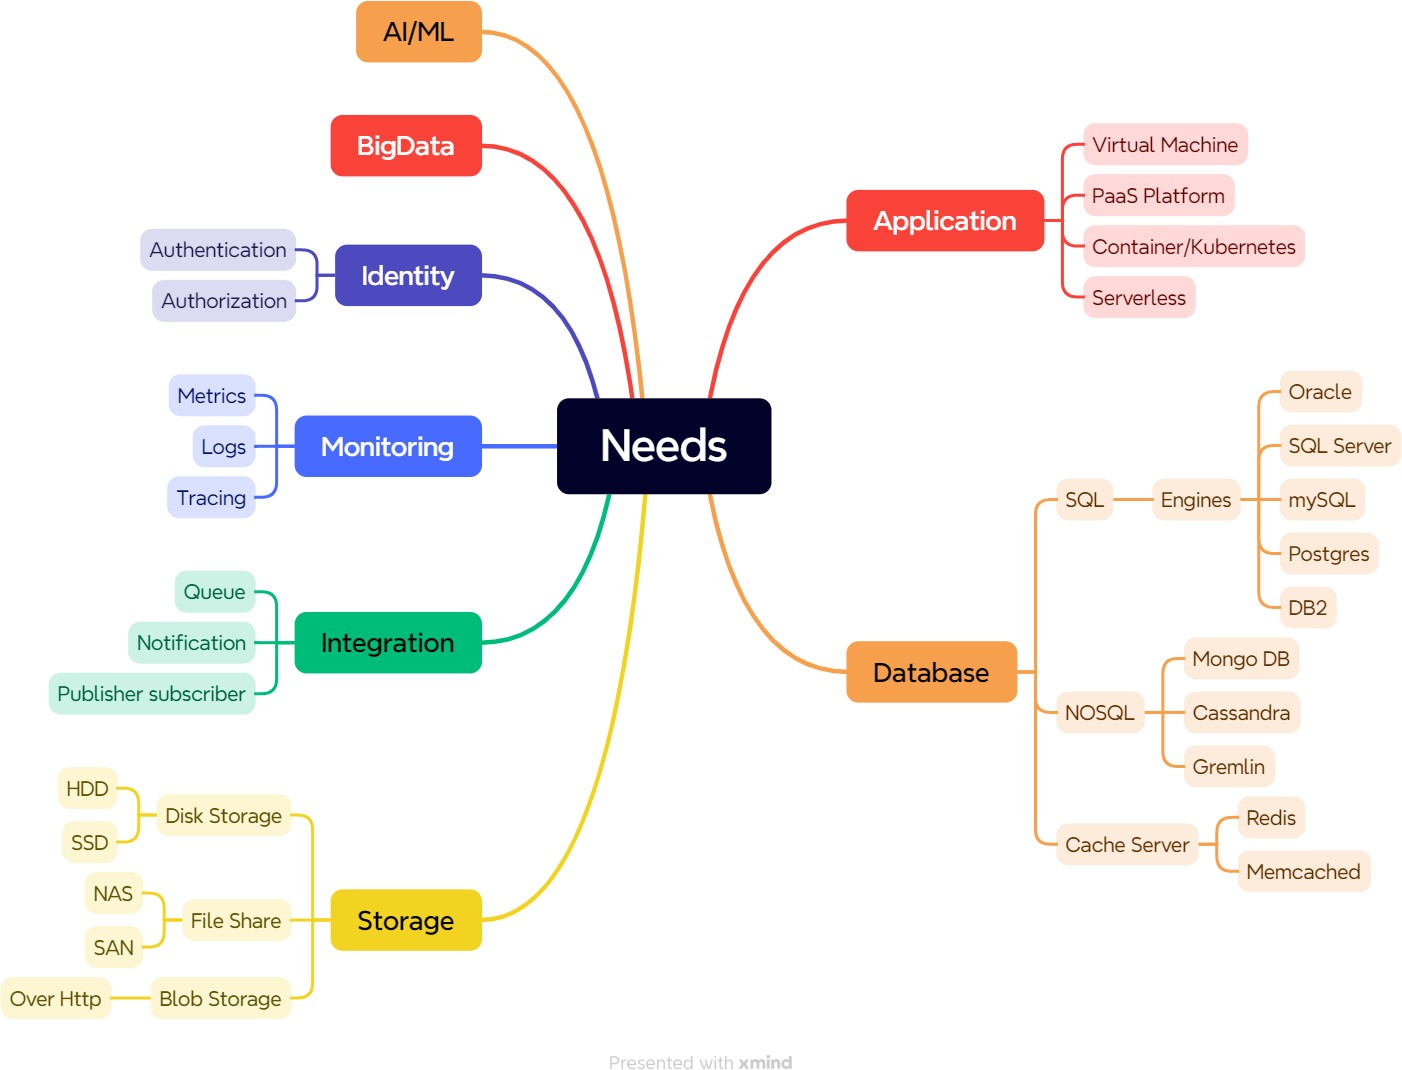 Needs
Application
Virtual Machine
PaaS Platform
Container/Kubernetes
Serverless
Database
SQL
Engines
Oracle
SQL Server
mySQL
Postgres
DB2
NOSQL
Mongo DB
Cassandra
Gremlin
Cache Server
Redis
Memcached
AI/ML
BigData
Identity
Authentication
Authorization
Monitoring
Metrics
Logs
Tracing
Integration
Queue
Notification
Publisher subscriber
Storage
Disk Storage
HDD
SSD
File Share
NAS
SAN
Blob Storage
Over Http
Presented with xmind